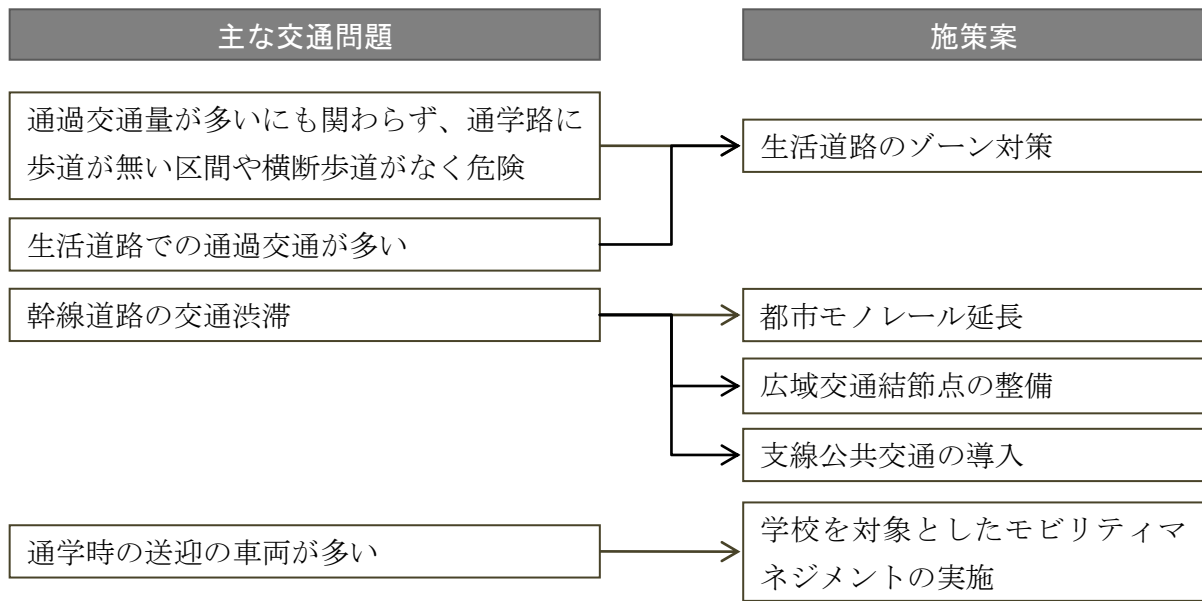 主な交通問題
施策案
通過交通量が多いにも関わらず、通学路に
歩道が無い区間や横断歩道がなく危険
生活道路のゾーン対策
生活道路での通過交通が多い
幹線道路の交通渋滞
都市モノレール延長
広域交通結節点の整備
支線公共交通の導入
通学時の送迎の車両が多い
学校を対象としたモビリティマ
ネジメントの実施